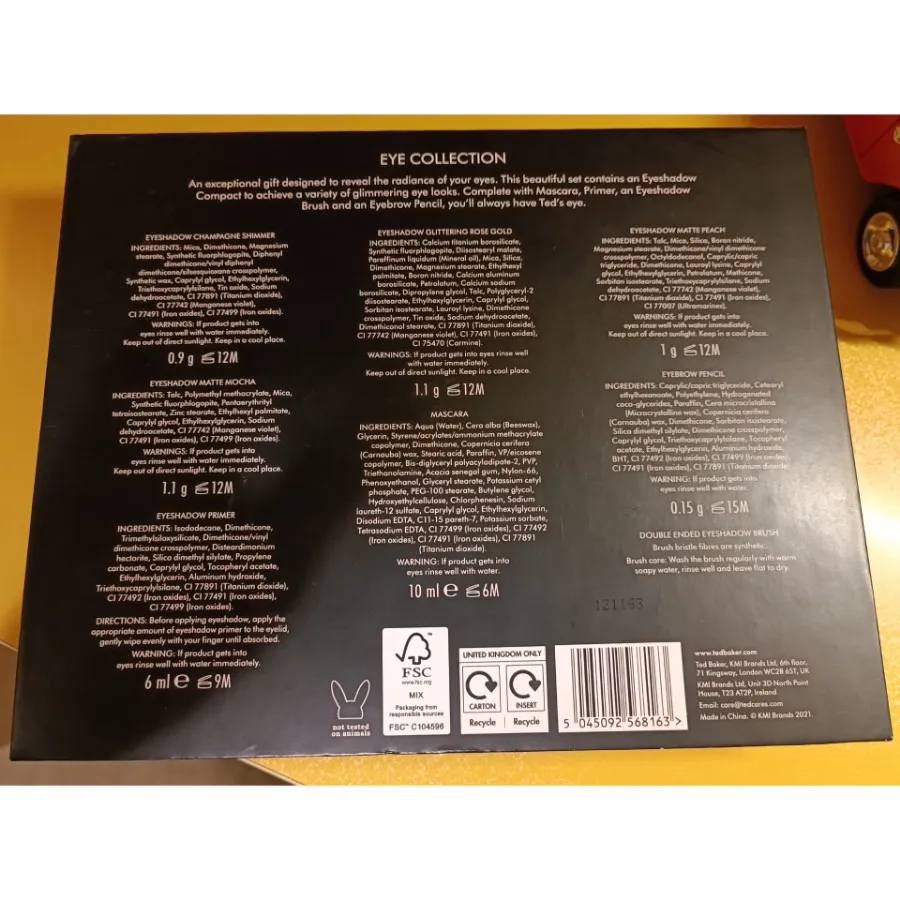 EYE COLLECTION
An exceptional gift designed to reveal the radiance of your eyes. This beautiful set contains an Eyeshadow
Compact to achieve a variety of glimmering eye looks. Complete with Mascara, Primer, an Eyeshadow
Brush and an Eyebrow Pencil, you'll always have Ted's eye.
EYESHADOW CHAMPAGNE SHIMMER
INGREDIENTS: Mica, Dimethicone, Magnesium
stearate, Synthetic fluorphlogopite, Diphenyl
dimethicone/vinyl diphenyl
dimethicone/silsesquioxane crosspolymer,
Synthetic wax, Caprylyl glycol, Ethylhexylglycerin,
Triethoxycaprylylsilane, Tin oxide, Sodium
dehydroacetate, CI 77891 (Titanium dioxide),
CI 77742 (Manganese violet),
CI 77491 (Iron oxides), CI 77499 (Iron oxides).
WARNINGS: If product gets into
eyes rinse well with water.
Keep out of direct sunlight. Keep in a cool place.
0.9 g 12M
EYESHADOW MATTE MOCHA
INGREDIENTS: Talc, Polymethyl methacrylate, Mica,
Synthetic fluorphlogopite, Pentaerythrityl
tetraisostearate, Zinc stearate, Ethylhexyl palmitate,
Caprylyl glycol, Ethylhexylglycerin, Sodium
dehydroacetate, CI 77742 (Manganese violet),
CI 77491 (Iron oxides), CI 77499 (Iron oxides).
WARNINGS: If product gets into
eyes rinse well with water.
Keep out of direct sunlight. Keep in a cool place.
1.1 g 12M
EYESHADOW PRIMER
INGREDIENTS: Isododecane, Dimethicone,
Trimethylsiloxysilicate, Dimethicone/vinyl
dimethicone crosspolymer, Disteardimonium
hectorite, Silica dimethyl silylate, Propylene
carbonate, Caprylyl glycol, Tocopheryl acetate,
Ethylhexylglycerin, Aluminum hydroxide,
Triethoxycaprylylsilane, CI 77891 (Titanium dioxide),
CI 77492 (Iron oxides), CI 77491 (Iron oxides),
CI 77499 (Iron oxides).
DIRECTIONS: Before applying eyeshadow, apply the
appropriate amount of eyeshadow primer to the eyelid,
gently wipe evenly with your finger until absorbed.
WARNING: If product gets into
eyes rinse well with water immediately.
6 ml e 9M
EYESHADOW GLITTERING ROSE GOLD
INGREDIENTS: Calcium titanium borosilicate,
Synthetic fluorphlogopite, Diisostearyl malate,
Paraffinum liquidum (Mineral oil), Mica, Silica,
Dimethicone, Magnesium stearate, Ethylhexyl
palmitate, Boron nitride, Calcium aluminum
borosilicate, Petrolatum, Calcium sodium
borosilicate, Dipropylene glycol, Talc, Polyglyceryl-2
diisostearate, Ethylhexylglycerin, Caprylyl glycol,
Sorbitan isostearate, Lauroyl lysine, Dimethicone
crosspolymer, Tin oxide, Sodium dehydroacetate,
Dimethiconol stearate, CI 77891 (Titanium dioxide),
CI 77742 (Manganese violet), CI 77491 (Iron oxides),
CI 75470 (Carmine).
WARNINGS: If product gets into eyes rinse well
with water immediately.
Keep out of direct sunlight. Keep in a cool place.
1.1 g 12M
MASCARA
INGREDIENTS: Aqua (Water), Cera alba (Beeswax),
Glycerin, Styrene/acrylates/ammonium methacrylate
copolymer, Dimethicone, Copernicia cerifera
(Carnauba) wax, Stearic acid, Paraffin, VP/eicosene
copolymer, Bis-diglyceryl polyacyladipate-2, PVP,
Triethanolamine, Acacia senegal gum, Nylon-66,
Phenoxyethanol, Glyceryl stearate, Potassium cetyl
phosphate, PEG-100 stearate, Butylene glycol,
Hydroxyethylcellulose, Chlorphenesin, Sodium
laureth-12 sulfate, Caprylyl glycol, Ethylhexylglycerin,
Disodium EDTA, C11-15 pareth-7, Potassium sorbate,
Tetrasodium EDTA, CI 77499 (Iron oxides), CI 77492
(Iron oxides), CI 77491 (Iron oxides), CI 77891
(Titanium dioxide).
WARNING: If product gets into
eyes rinse well with water.
10 ml e 6M
EYESHADOW MATTE PEACH
INGREDIENTS: Talc, Mica, Silica, Boron nitride,
Magnesium stearate, Dimethicone/vinyl dimethicone
crosspolymer, Octyldodecanol, Caprylic/capric
triglyceride, Dimethicone, Lauroyl lysine, Caprylyl
glycol, Ethylhexylglycerin, Petrolatum, Methicone,
Sorbitan isostearate, Triethoxycaprylylsilane, Sodium
dehydroacetate, CI 77742 (Manganese violet),
CI 77891 (Titanium dioxide), CI 77491 (Iron oxides),
CI 77007 (Ultramarines).
WARNINGS: If product gets into
eyes rinse well with water immediately.
Keep out of direct sunlight. Keep in a cool place.
1 g 12M
EYEBROW PENCIL
INGREDIENTS: Caprylic/capric triglyceride, Cetearyl
ethylhexanoate, Polyethylene, Hydrogenated
coco-glycerides, Paraffin, Cera microcristallina
(Microcrystalline wax), Copernicia cerifera
(Carnauba) wax, Dimethicone, Sorbitan isostearate,
Silica dimethyl silylate, Dimethicone crosspolymer,
Caprylyl glycol, Triethoxycaprylylsilane, Tocopheryl
acetate, Ethylhexylglycerin, Aluminum hydroxide,
BHT, CI 77492 (Iron oxides), CI 77499 (Iron oxides),
CI 77491 (Iron oxides), CI 77891 (Titanium dioxide).
WARNING: If product gets into
eyes rinse well with water.
0.15 g 15M
DOUBLE ENDED EYESHADOW BRUSH
Brush bristle fibres are synthetic.
Brush care: Wash the brush regularly with warm
soapy water, rinse well and leave flat to dry.
121163
not tested
on animals
FSC
www.fsc.org
MIX
Packaging from
responsible sources
FSC™ C104596
UNITED KINGDOM ONLY
CARTON
INSERT
Recycle
Recycle
5 045092 568163 >
www.tedbaker.com
Ted Baker, KMI Brands Ltd, 6th floor,
71 Kingsway, London WC2B 6ST, UK
KMI Brands Ltd, Unit 3D North Point
House, T23 AT2P, Ireland
Email: care@tedcares.com
Made in China. © KMI Brands 2021.